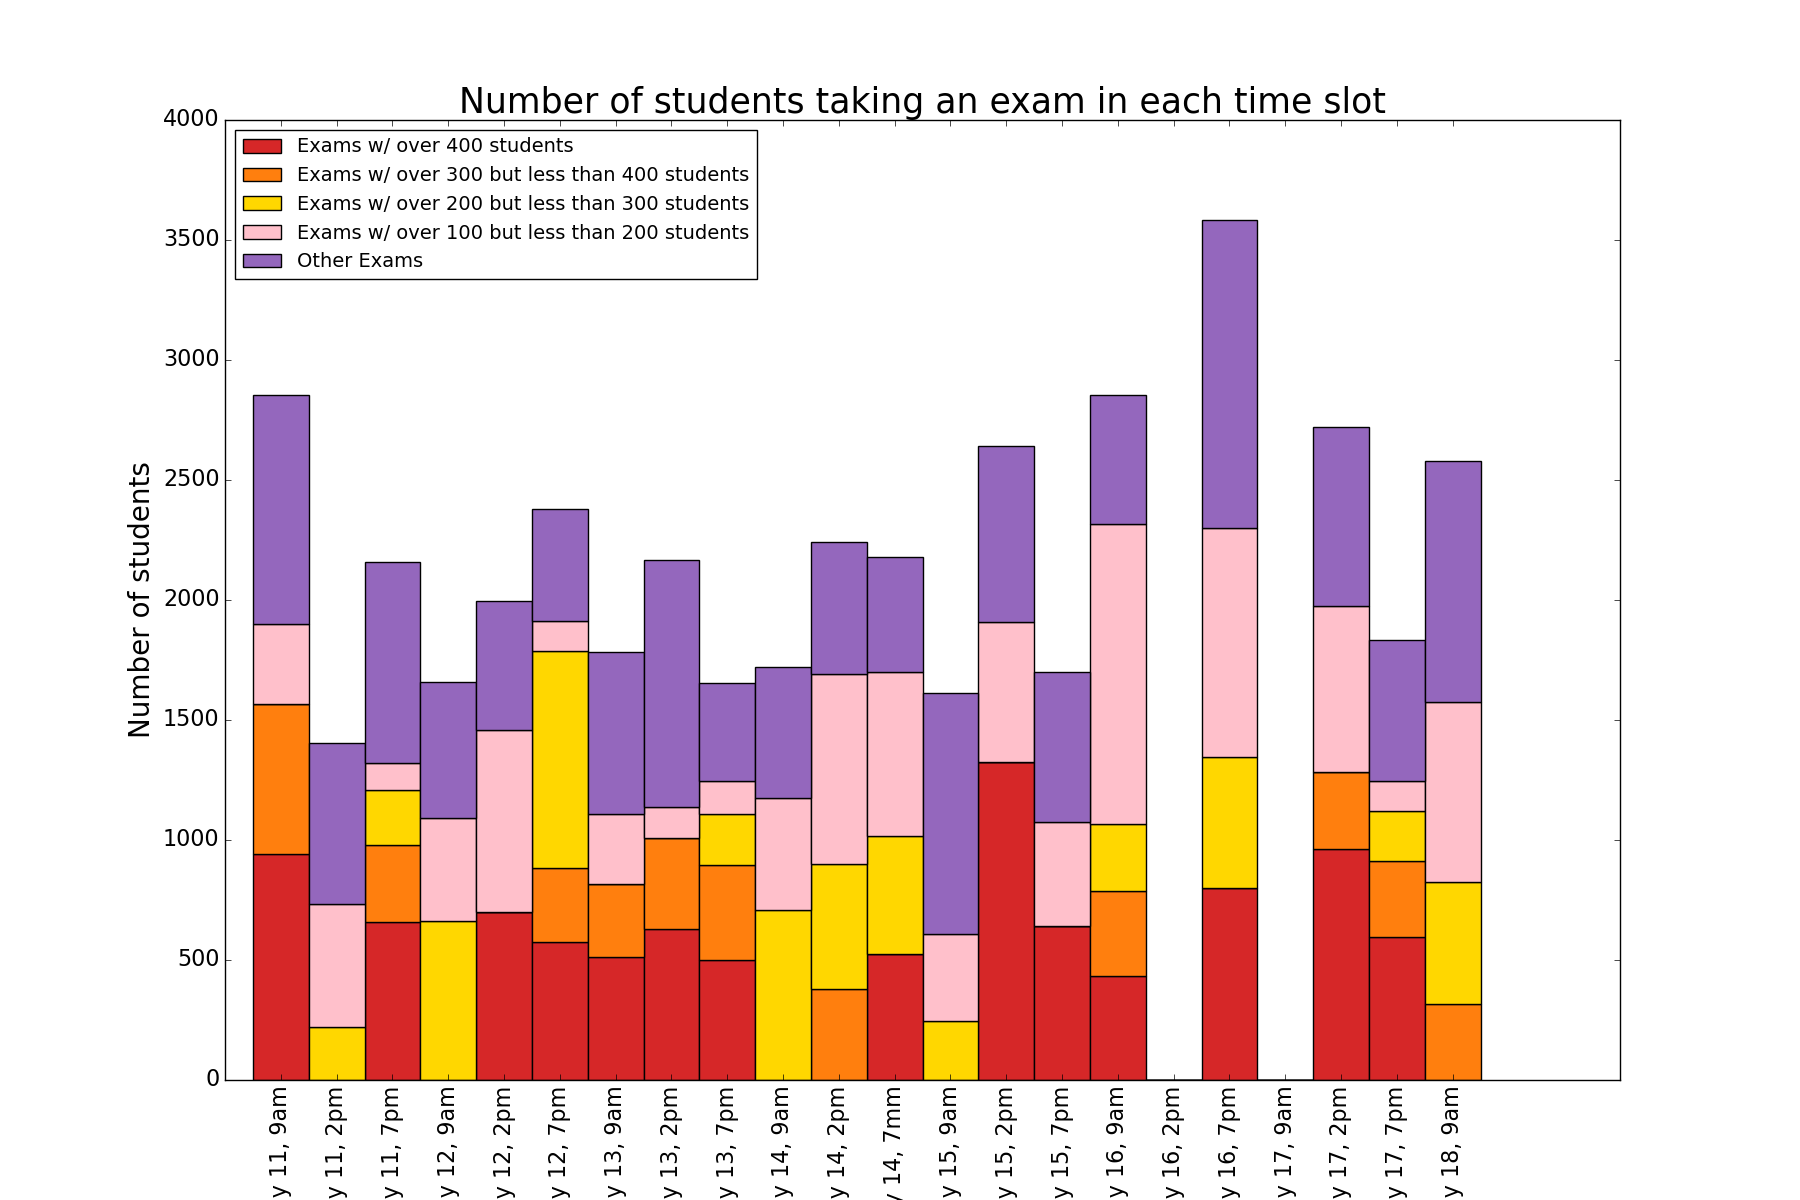 Number of students taking an exam in each time slot
4000
3500
3000
2500
2000
1500
1000
500
0
Number of students
Exams w/ over 400 students
Exams w/ over 300 but less than 400 students
Exams w/ over 200 but less than 300 students
Exams w/ over 100 but less than 200 students
Other Exams
y 11, 9am
y 11, 2pm
y 11, 7pm
y 12, 9am
y 12, 2pm
y 12, 7pm
y 13, 9am
y 13, 2pm
y 13, 7pm
y 14, 9am
y 14, 2pm
y 14, 7mm
y 15, 9am
y 15, 2pm
y 15, 7pm
y 16, 9am
y 16, 2pm
y 16, 7pm
y 17, 9am
y 17, 2pm
y 17, 7pm
y 18, 9am